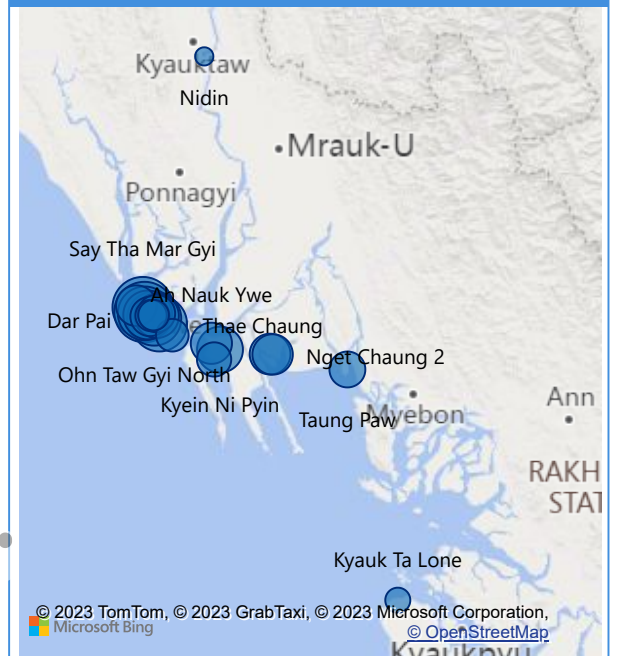 Kyauktaw
Nidin
Mrauk-U
Ponnagyi
Say Tha Mar Gyi
Ah Nauk Ywe
Dar Pai
Thae Chaung
Nget Chaung 2
Ohn Taw Gyi North
Kyein Ni Pyin
Taung Paw
Myebon
Ann
RAKH
STAT
Kyauk Ta Lone
© 2023 TomTom, © 2023 GrabTaxi, © 2023 Microsoft Corporation,
Microsoft Bing
© OpenStreetMap
Kyaukpyu